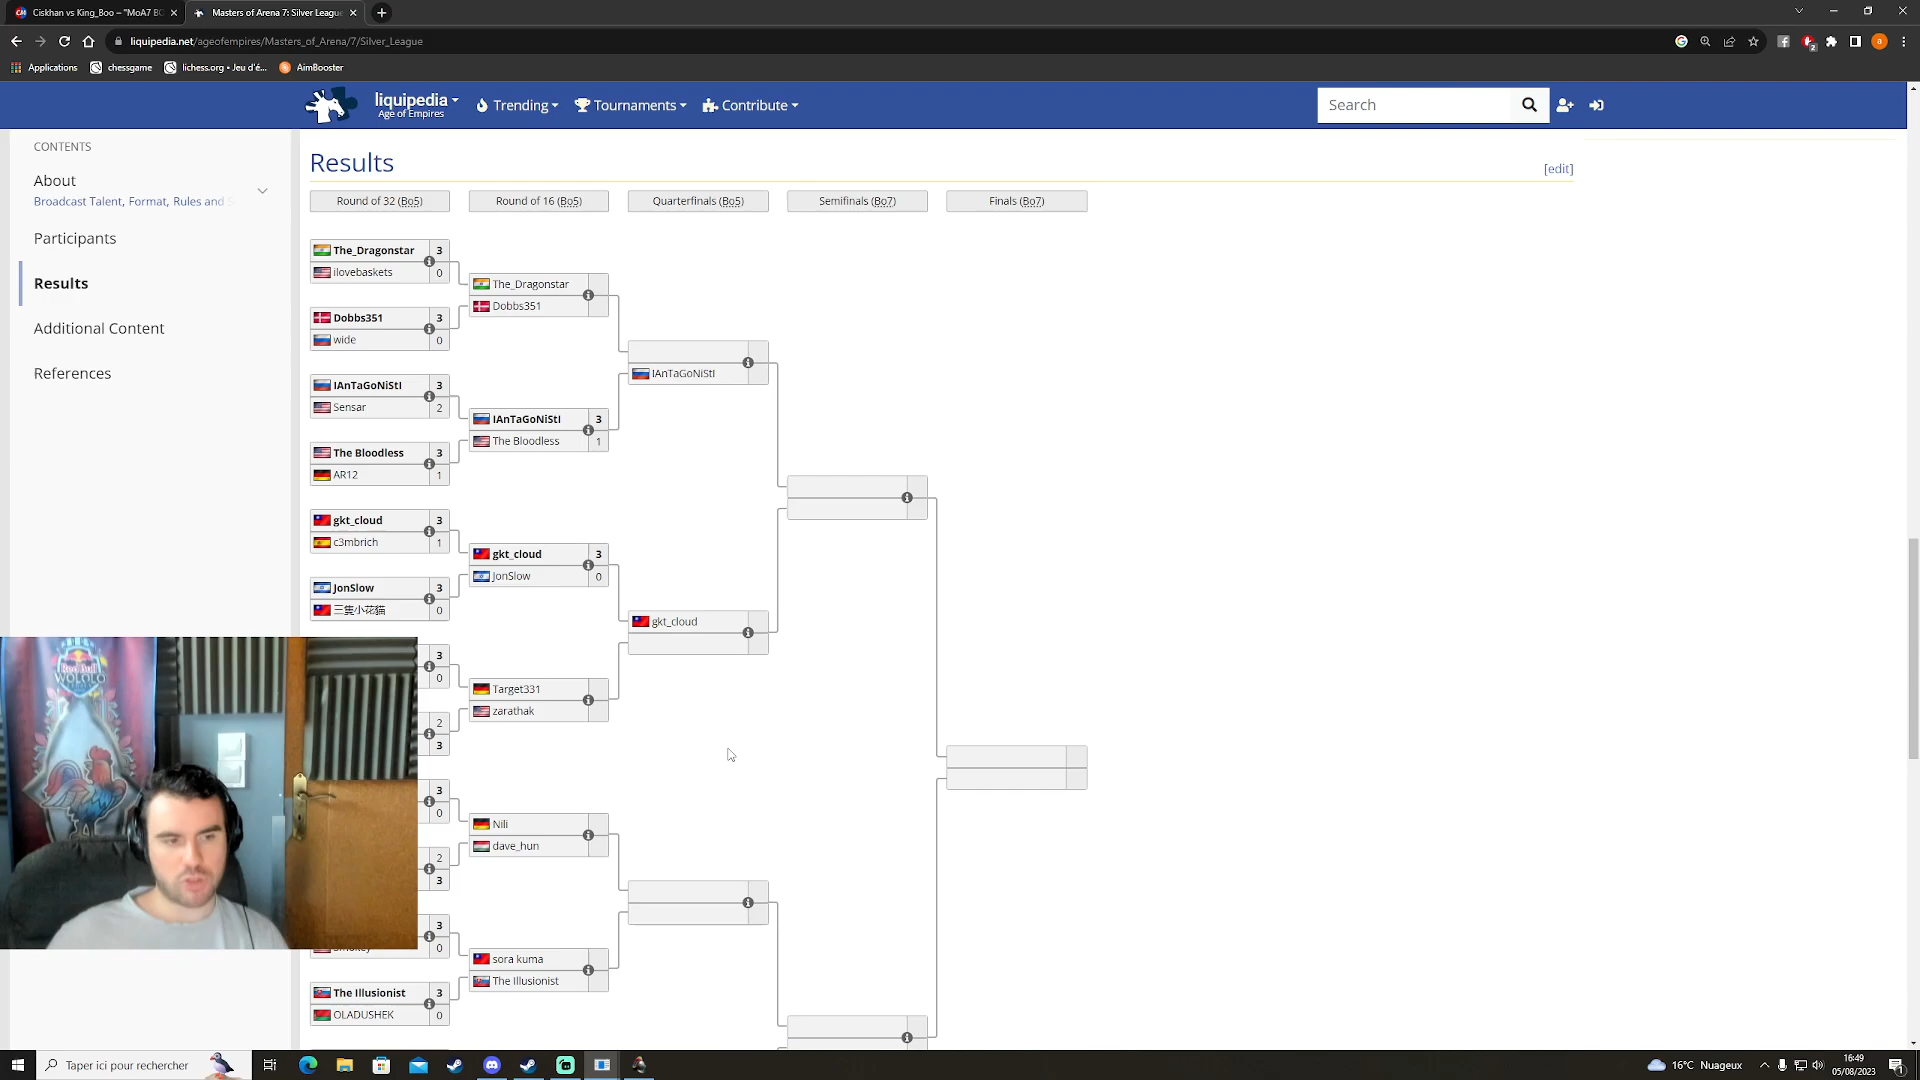 Ciskhan vs King_Boo – "MoA7 BO
Masters of Arena 7: Silver League
liquipedia.net/ageofempires/Masters_of_Arena/7/Silver_League
Applications
chessgame
lichess.org • Jeu d'é...
AimBooster
liquipedia
Age of Empires
Trending
Tournaments
Contribute
Search
CONTENTS
About
Broadcast Talent, Format, Rules and S
Participants
Results
Additional Content
References
Results
[edit]
Round of 32 (Bo5)
Round of 16 (Bo5)
Quarterfinals (Bo5)
Semifinals (Bo7)
Finals (Bo7)
The_Dragonstar 3
ilovebaskets 0
The_Dragonstar
Dobbs351
Dobbs351 3
wide 0
IAnTaGoNiStI
IAnTaGoNiStI 3
Sensar 2
IAnTaGoNiStI 3
The Bloodless 1
The Bloodless 3
AR12 1
gkt_cloud 3
c3mbrich 1
gkt_cloud 3
JonSlow 0
JonSlow 3
三隻小花貓 0
gkt_cloud
3
0
Target331
zarathak
2
3
3
0
Nili
dave_hun
2
3
3
0
sora kuma
The Illusionist
The Illusionist 3
OLADUSHEK 0
Red Bull
WOLOLO
Taper ici pour rechercher
16°C Nuageux
16:49
05/08/2023